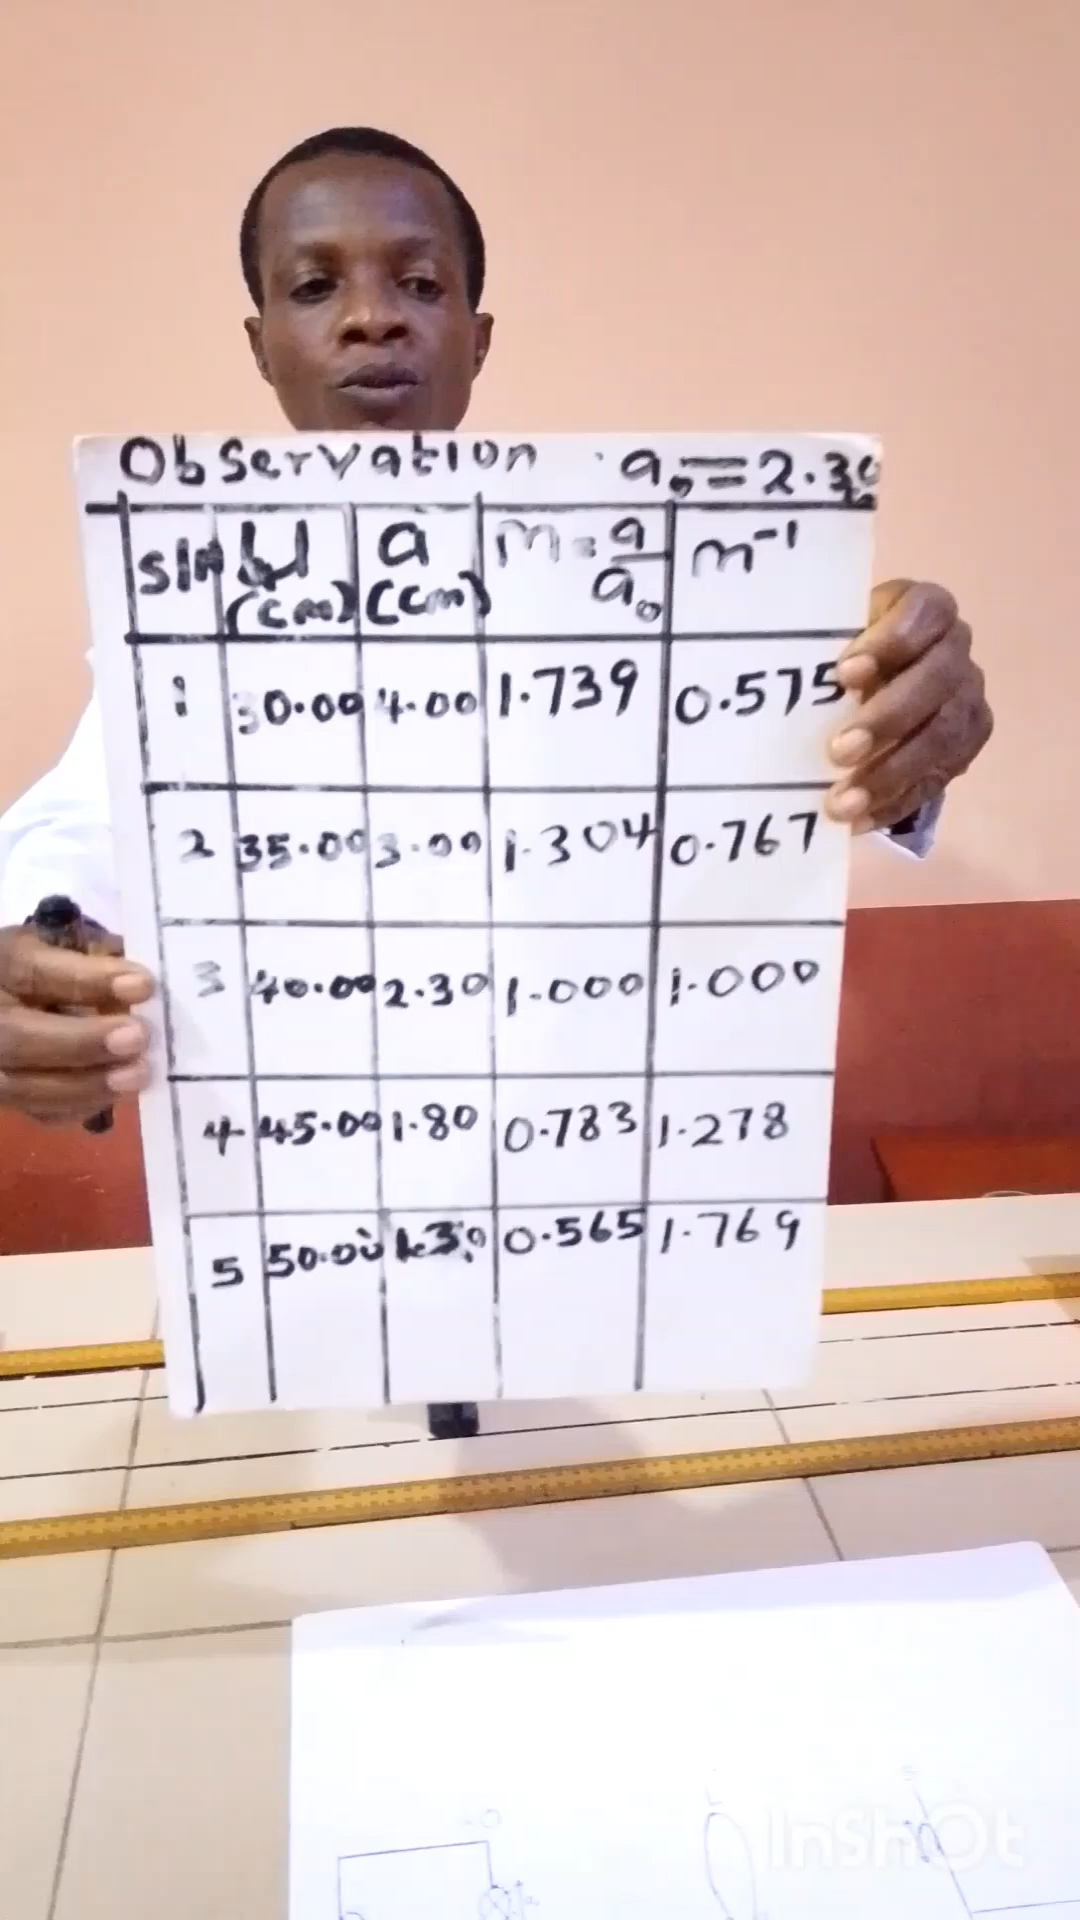 Observation a₀=2.30
S/N U (cm) a (cm) m = a/a₀ m⁻¹
1 30.00 4.00 1.739 0.575
2 35.00 3.00 1.304 0.767
3 40.00 2.30 1.000 1.000
4 45.00 1.80 0.783 1.278
5 50.00 1.30 0.565 1.769
InShOt